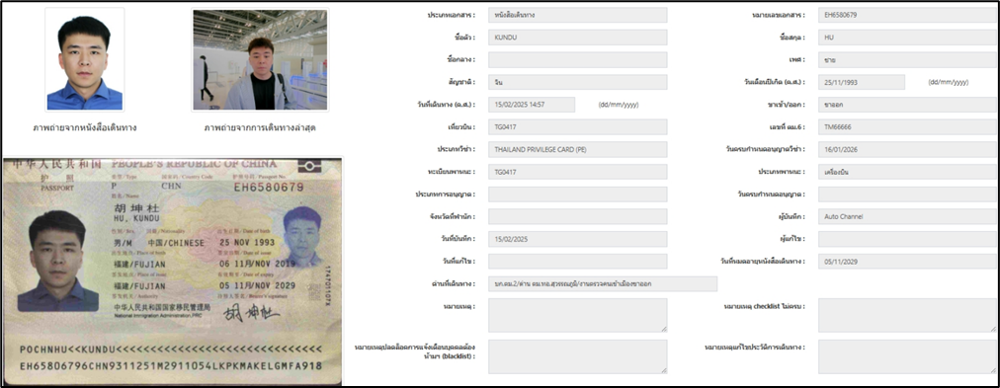 ภาพถ่ายจากหนังสือเดินทาง
ภาพถ่ายจากการเดินทางล่าสุด
中华人民共和国 PEOPLE'S REPUBLIC OF CHINA
护 照
PASSPORT
P CHN EH6580679
胡坤杜
HU, KUNDU
男/M 中国/CHINESE 25 NOV 1993
福建/FUJIAN 06 11月/NOV 2019
福建/FUJIAN 05 11月/NOV 2029
中华人民共和国国家移民管理局
National Immigration Administration, PRC
胡坤杜
POCHNHU<<KUNDU<<<<<<<<<<<<<<<<<<<<<<<<<<<<<<
EH65806796CHN9311251M2911054LKPKMAKELGMFA918
ประเภทเอกสาร : หนังสือเดินทาง
หมายเลขเอกสาร : EH6580679
ชื่อตัว : KUNDU
ชื่อสกุล : HU
ชื่อกลาง :
เพศ : ชาย
สัญชาติ : จีน
วันเดือนปีเกิด (ค.ศ.) : 25/11/1993 (dd/mm/yyyy)
วันที่เดินทาง (ค.ศ.) : 15/02/2025 14:57 (dd/mm/yyyy)
ขาเข้า/ออก : ขาออก
เที่ยวบิน : TG0417
เลขที่ ตม.6 : TM66666
ประเภทวีซ่า : THAILAND PRIVILEGE CARD (PE)
วันครบกำหนดอนุญาตวีซ่า : 16/01/2026
ทะเบียนพาหนะ : TG0417
ประเภทพาหนะ : เครื่องบิน
ประเภทการอนุญาต :
วันครบกำหนดอนุญาต :
จังหวัดที่พำนัก :
ผู้บันทึก : Auto Channel
วันที่บันทึก : 15/02/2025
ผู้แก้ไข :
วันที่แก้ไข :
วันที่หมดอายุหนังสือเดินทาง : 05/11/2029
ด่านที่เดินทาง : บก.ตม.2/ด่าน ตม.ทอ.สุวรรณภูมิ/งานตรวจคนเข้าเมืองขาออก
หมายเหตุ :
หมายเหตุ checklist ไม่ครบ :
หมายเหตุปลดล็อคการแจ้งเตือนบุคคลต้อง
ห้ามฯ (blacklist) :
หมายเหตุแก้ไขประวัติการเดินทาง :